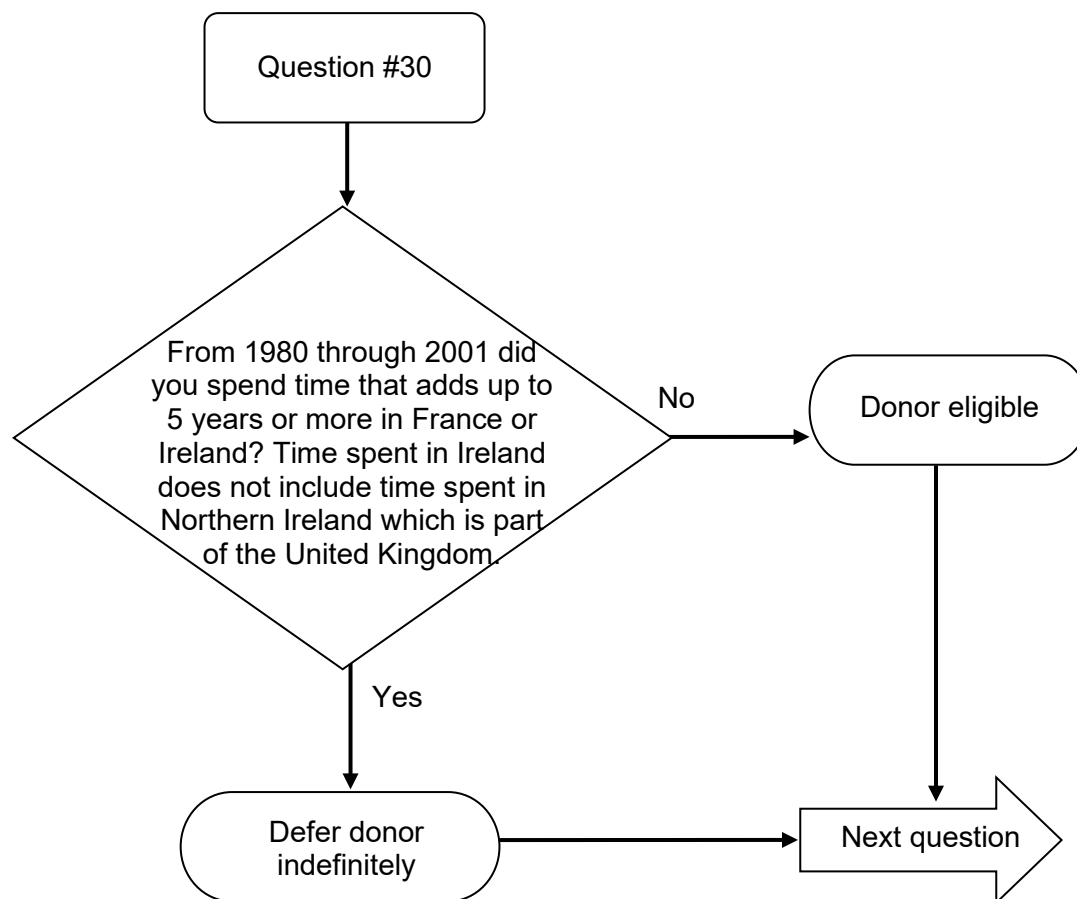 Question #30
From 1980 through 2001 did
you spend time that adds up to
5 years or more in France or
Ireland? Time spent in Ireland
does not include time spent in
Northern Ireland which is part
of the United Kingdom.
No
Donor eligible
Yes
Defer donor
indefinitely
Next question